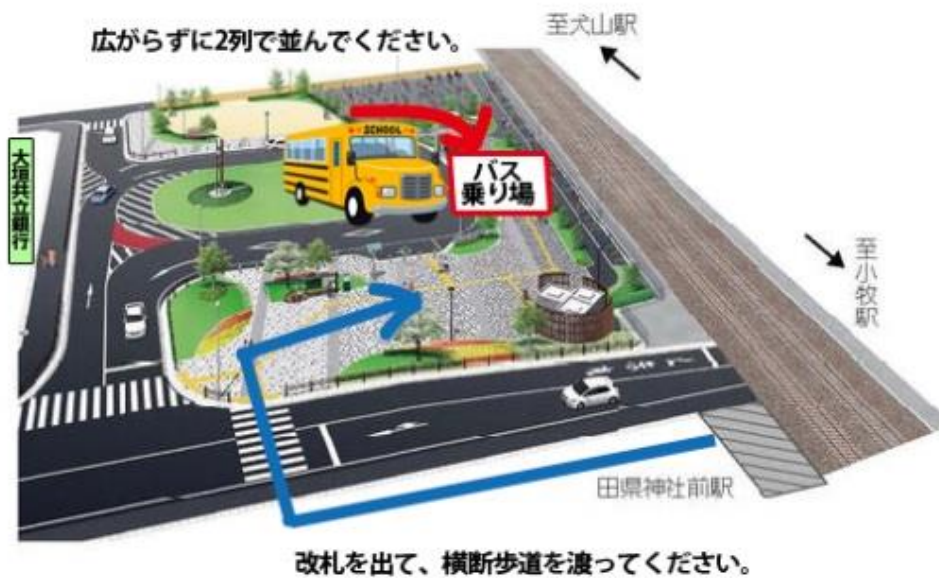 広がらずに2列で並んでください。
至犬山駅
大垣共立銀行
SCHOOL
バス
乗り場
至小牧駅
田県神社前駅
改札を出て、横断歩道を渡ってください。